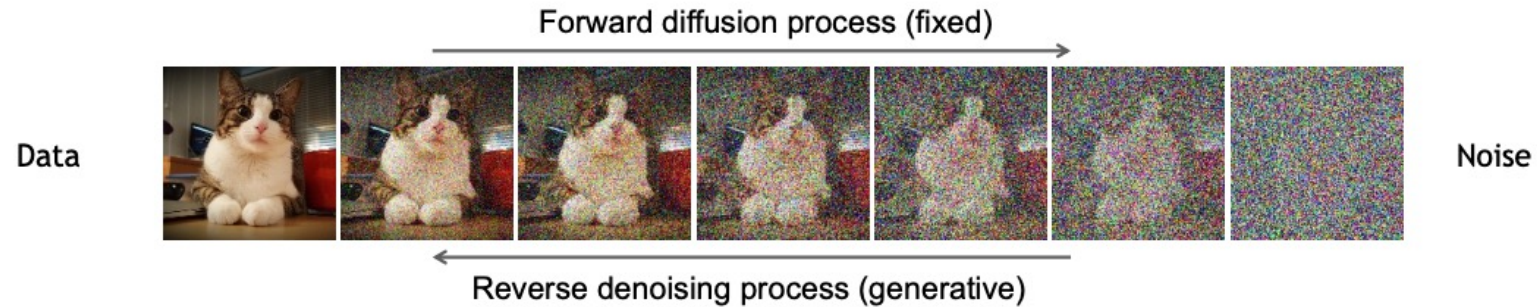 Forward diffusion process (fixed)
Data
Noise
Reverse denoising process (generative)